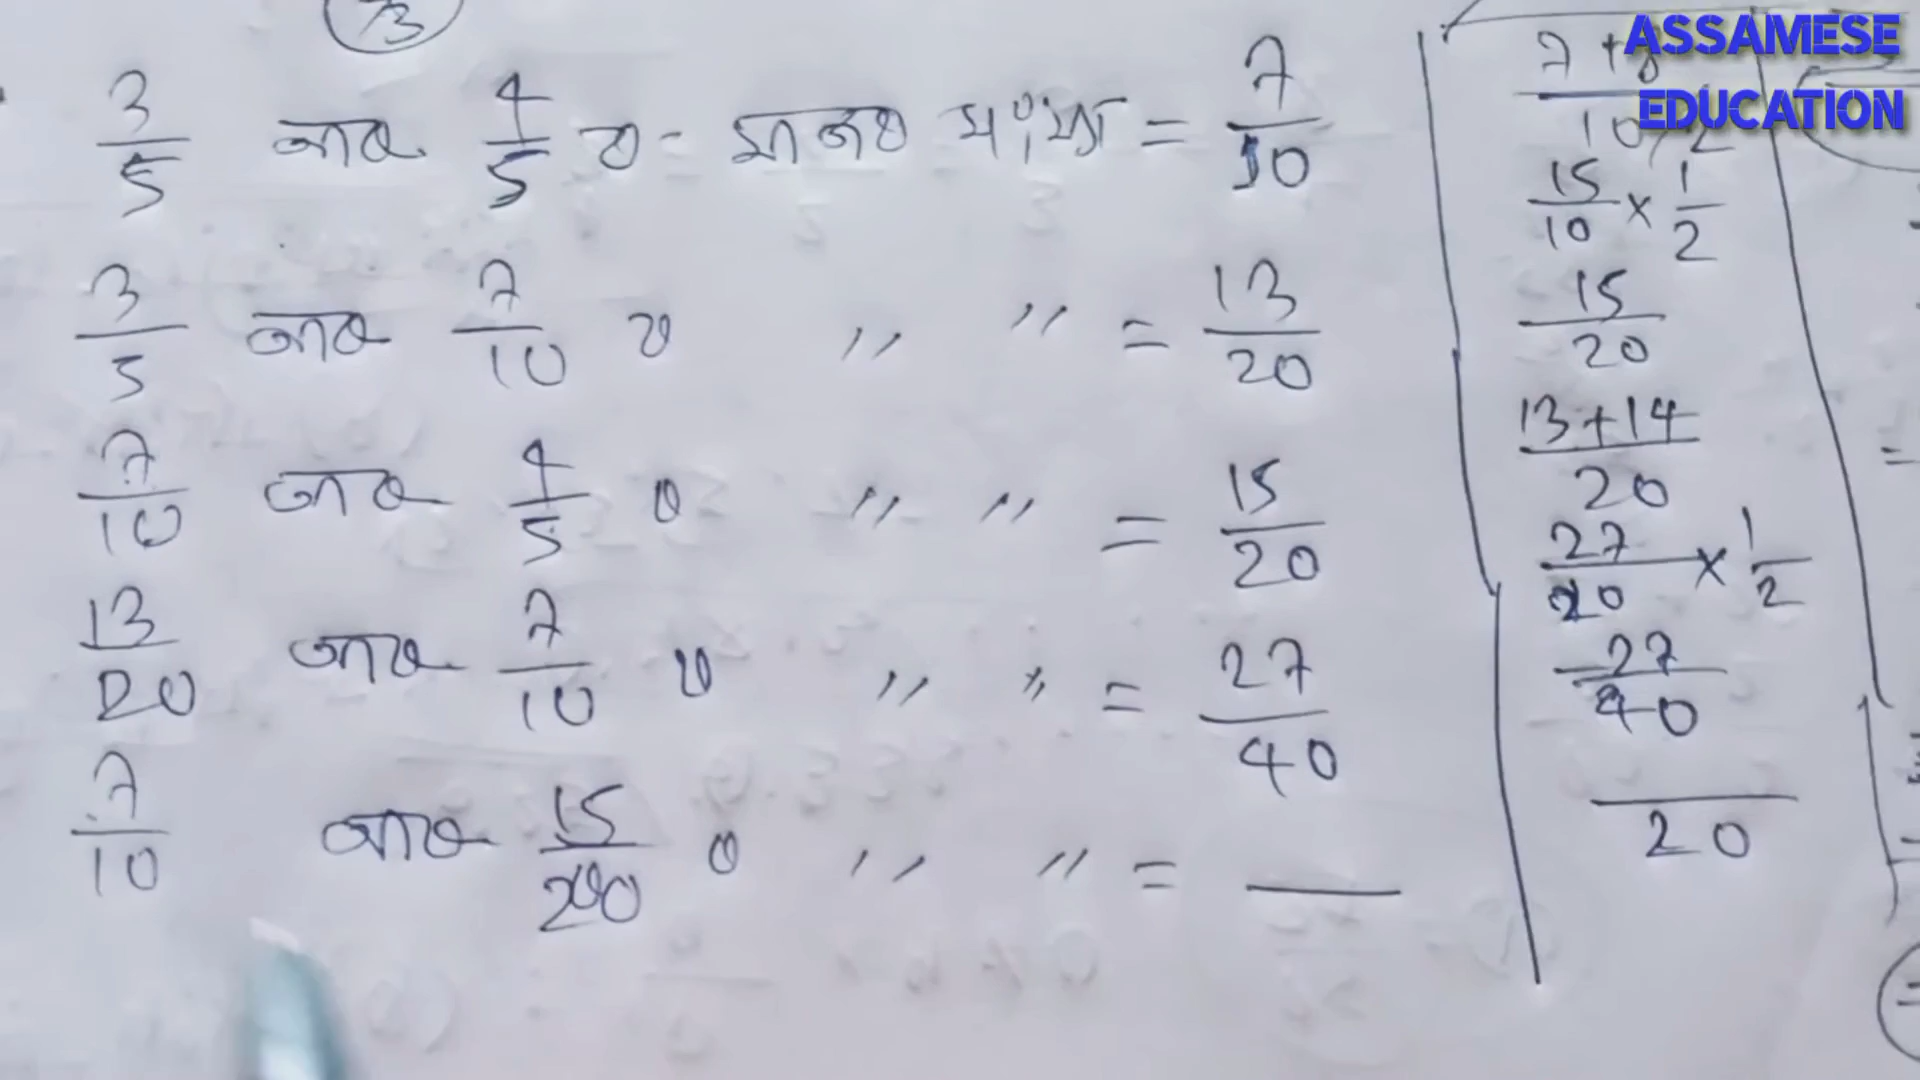 3/5 আৰু 4/5 ৰ মাজৰ সংখ্যা = 7/10
3/5 আৰু 7/10 ৰ ,, ,, = 13/20
7/10 আৰু 4/5 ৰ ,, ,, = 15/20
13/20 আৰু 7/10 ৰ ,, ,, = 27/40
7/10 আৰু 15/20 ৰ ,, ,, =
15/10 × 1/2
15/20
13+14/20
27/20 × 1/2
27/40
20
ASSAMESE
EDUCATION